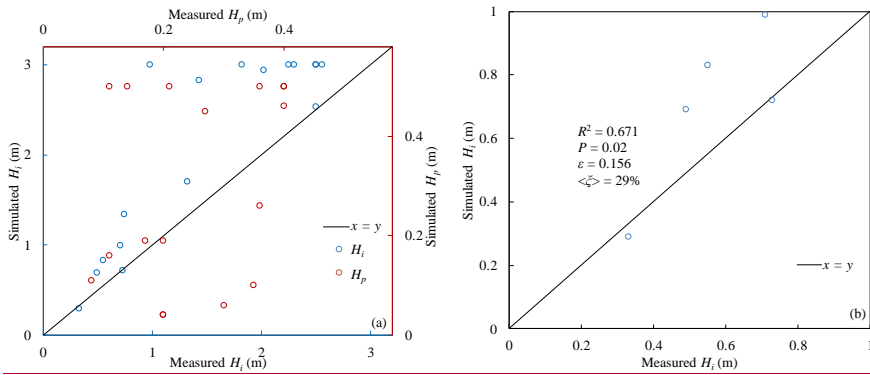 Measured Hp (m)
0 0.2 0.4
3
2
1
0
Simulated Hi (m)
0.4
0.2
0
Simulated Hp (m)
x = y
Hi
Hp
(a)
0 1 2 3
Measured Hi (m)
1
0.8
0.6
0.4
0.2
0
Simulated Hi (m)
R² = 0.671
P = 0.02
ε = 0.156
<ξ> = 29%
x = y
(b)
0 0.2 0.4 0.6 0.8 1
Measured Hi (m)